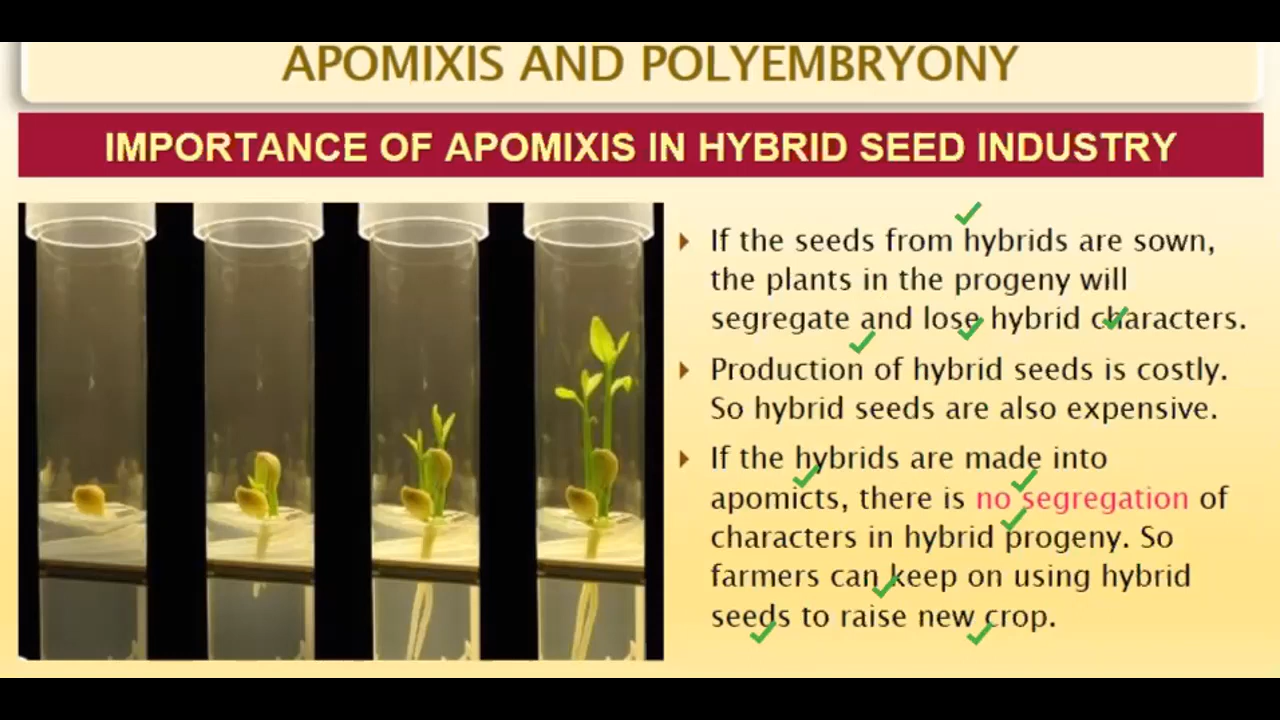 APOMIXIS AND POLYEMBRYONY
IMPORTANCE OF APOMIXIS IN HYBRID SEED INDUSTRY
If the seeds from hybrids are sown,
the plants in the progeny will
segregate and lose hybrid characters.
Production of hybrid seeds is costly.
So hybrid seeds are also expensive.
If the hybrids are made into
apomicts, there is no segregation of
characters in hybrid progeny. So
farmers can keep on using hybrid
seeds to raise new crop.